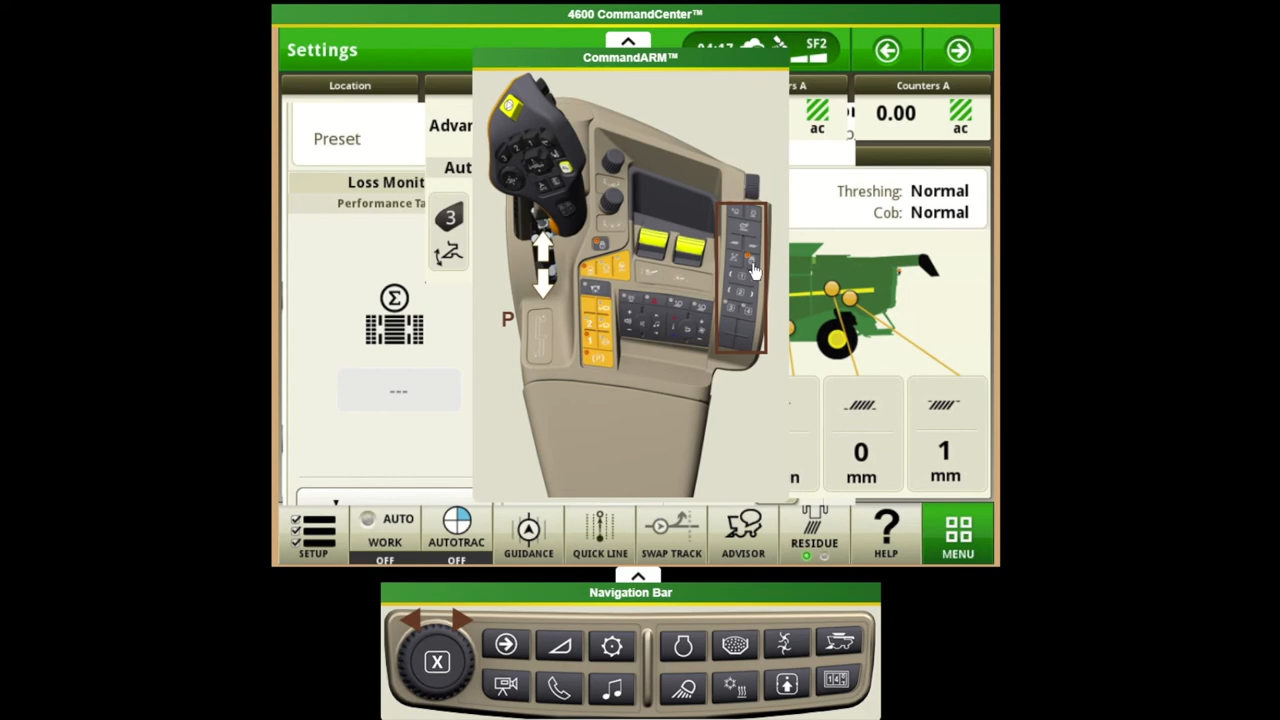 4600 CommandCenter™
Settings
SF2
CommandARM™
Location
Counters A
Preset
0.00
ac
ac
Loss Monit
Performance Ta
Threshing: Normal
Cob: Normal
3
P
Σ
---
0
mm
1
mm
SETUP
AUTO
WORK
OFF
AUTOTRAC
OFF
GUIDANCE
QUICK LINE
SWAP TRACK
ADVISOR
RESIDUE
?
HELP
MENU
Navigation Bar
X